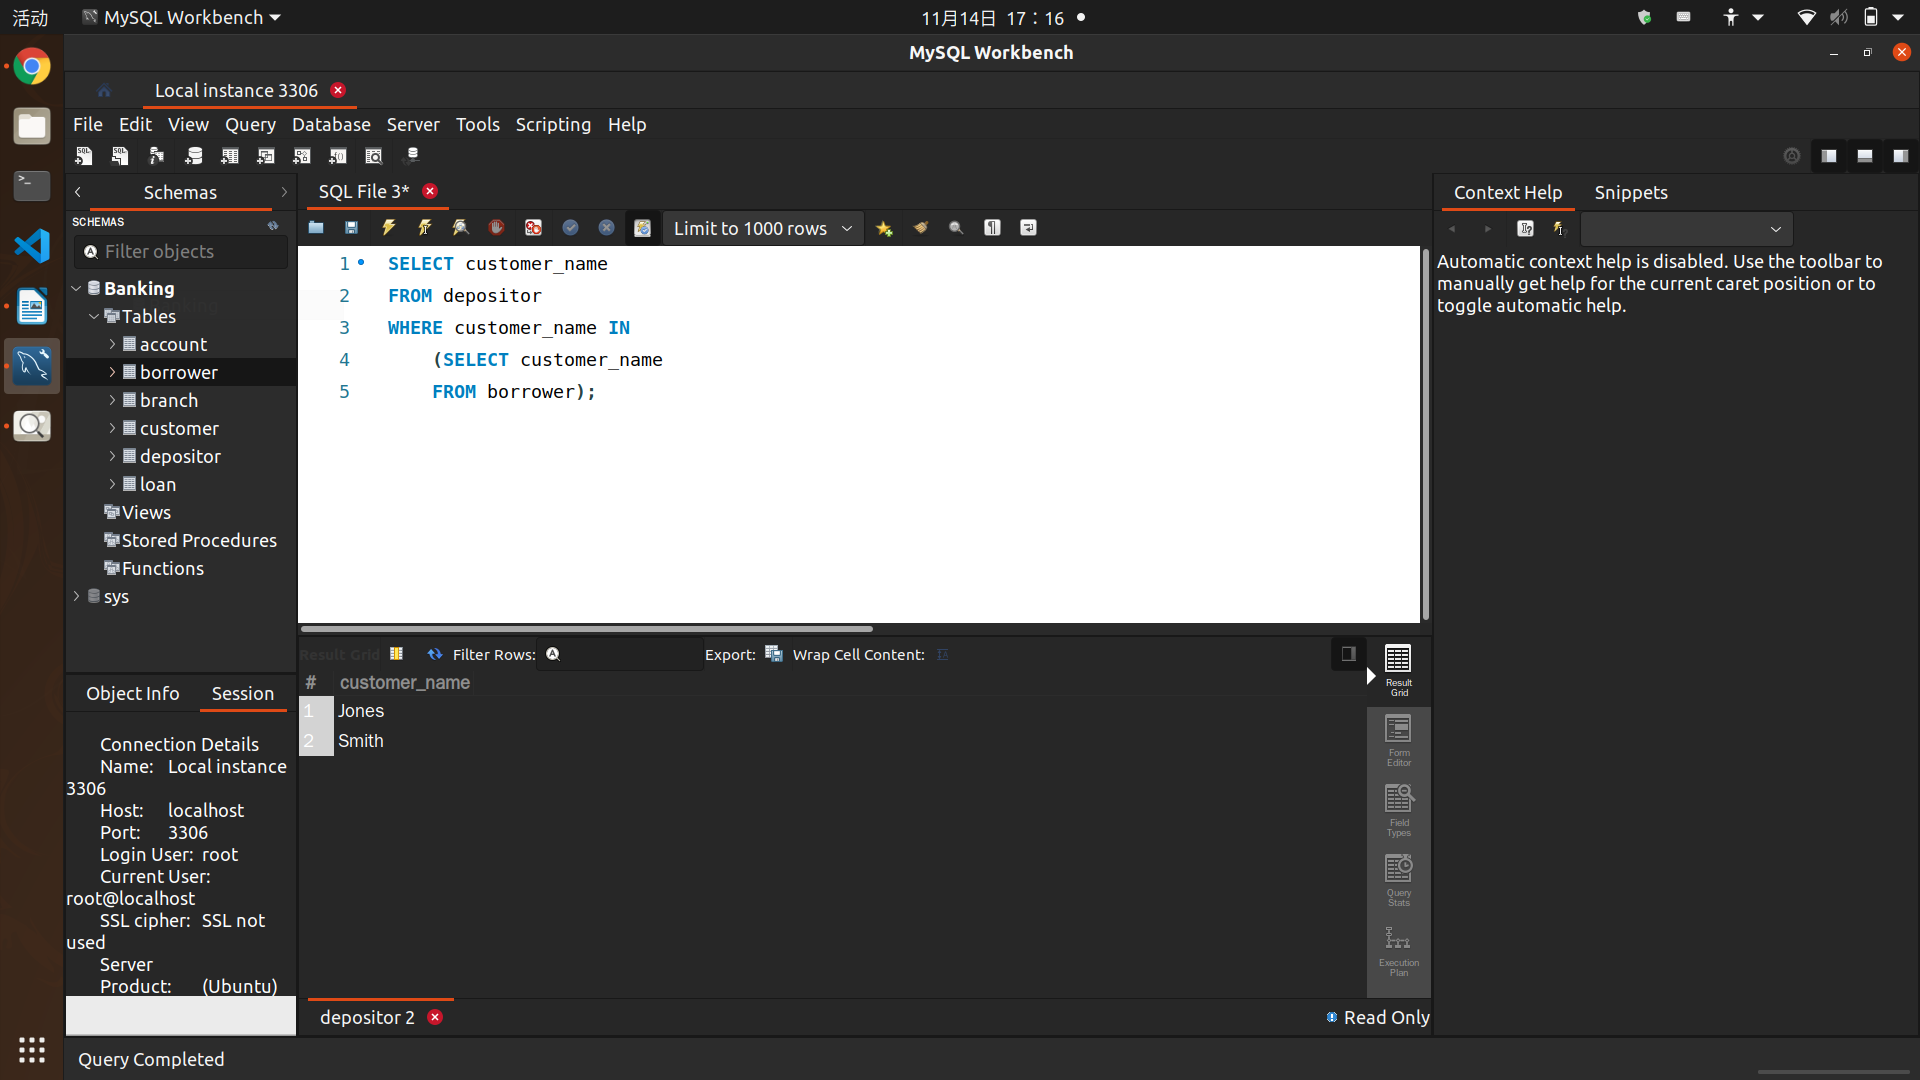 活动
MySQL Workbench
11月14日 17：16
MySQL Workbench
Local instance 3306
File Edit View Query Database Server Tools Scripting Help
Schemas
SQL File 3*
Context Help
Snippets
SCHEMAS
Filter objects
Limit to 1000 rows
Automatic context help is disabled. Use the toolbar to
manually get help for the current caret position or to
toggle automatic help.
Banking
Tables
account
borrower
branch
customer
depositor
loan
Views
Stored Procedures
Functions
sys
1 SELECT customer_name
2 FROM depositor
3 WHERE customer_name IN
4 (SELECT customer_name
5 FROM borrower);
Result Grid
Filter Rows:
Export:
Wrap Cell Content:
# customer_name
1 Jones
2 Smith
Result
Grid
Form
Editor
Field
Types
Query
Stats
Execution
Plan
Object Info
Session
Connection Details
Name: Local instance
3306
Host: localhost
Port: 3306
Login User: root
Current User:
root@localhost
SSL cipher: SSL not
used
Server
Product: (Ubuntu)
depositor 2
Read Only
Query Completed